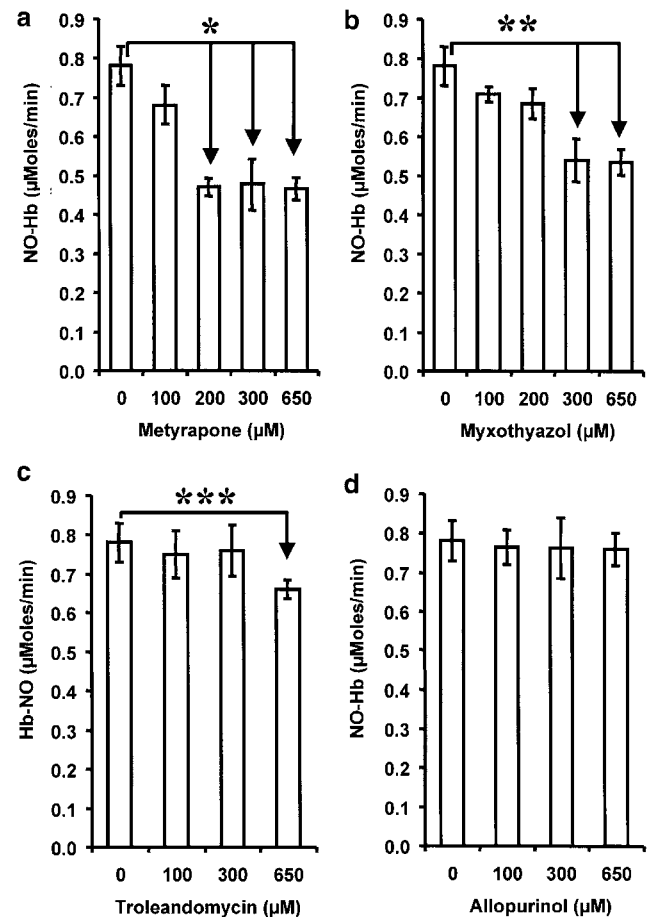 a
*
0.9
0.8
0.7
0.6
0.5
0.4
0.3
0.2
0.1
0.0
NO-Hb (µMoles/min)
0 100 200 300 650
Metyrapone (µM)
b
**
0.9
0.8
0.7
0.6
0.5
0.4
0.3
0.2
0.1
0.0
NO-Hb (µMoles/min)
0 100 200 300 650
Myxothyazol (µM)
c
***
0.9
0.8
0.7
0.6
0.5
0.4
0.3
0.2
0.1
0.0
Hb-NO (µMoles/min)
0 100 300 650
Troleandomycin (µM)
d
0.9
0.8
0.7
0.6
0.5
0.4
0.3
0.2
0.1
0.0
NO-Hb (µMoles/min)
0 100 300 650
Allopurinol (µM)